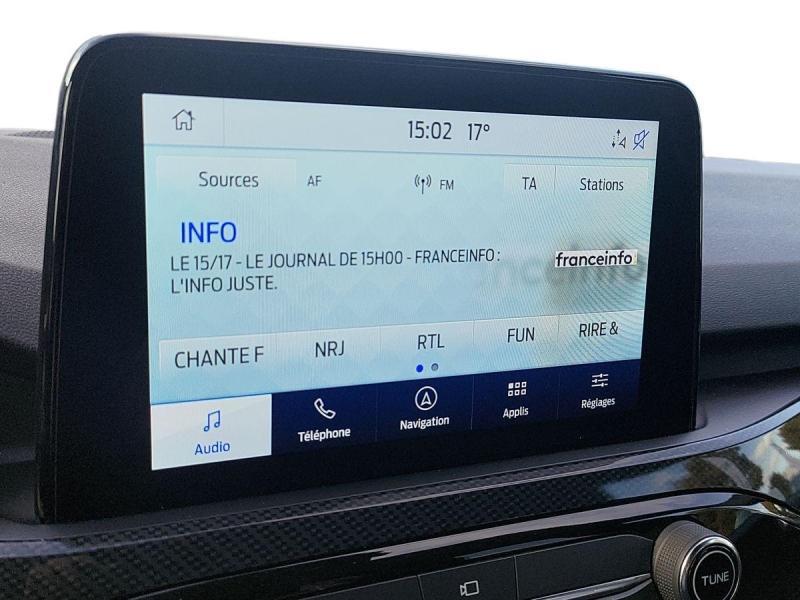 15:02 17°
Sources AF FM TA Stations
INFO
LE 15/17 - LE JOURNAL DE 15H00 - FRANCEINFO :
L'INFO JUSTE.
franceinfo
CHANTE F NRJ RTL FUN RIRE &
Audio Téléphone Navigation Applis Réglages
TUNE